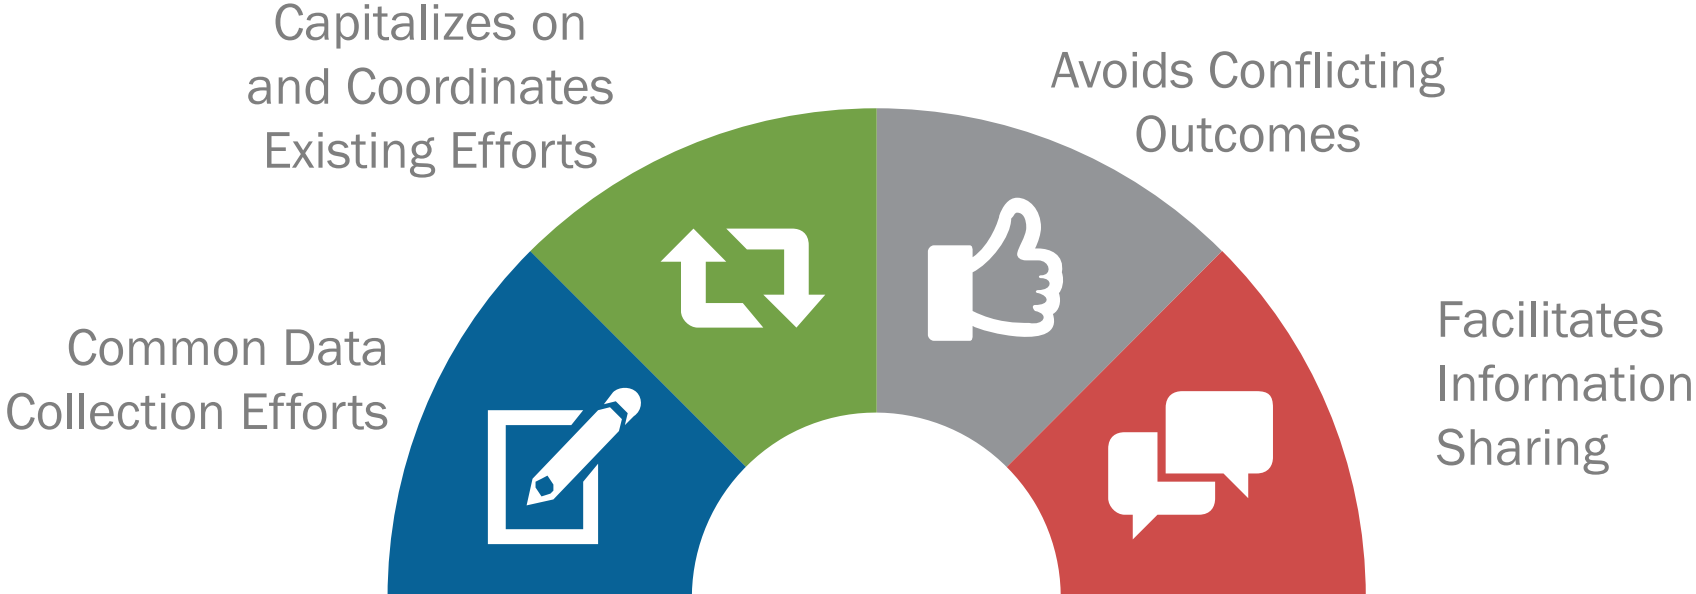 Capitalizes on
and Coordinates
Existing Efforts
Avoids Conflicting
Outcomes
Common Data
Collection Efforts
Facilitates
Information
Sharing